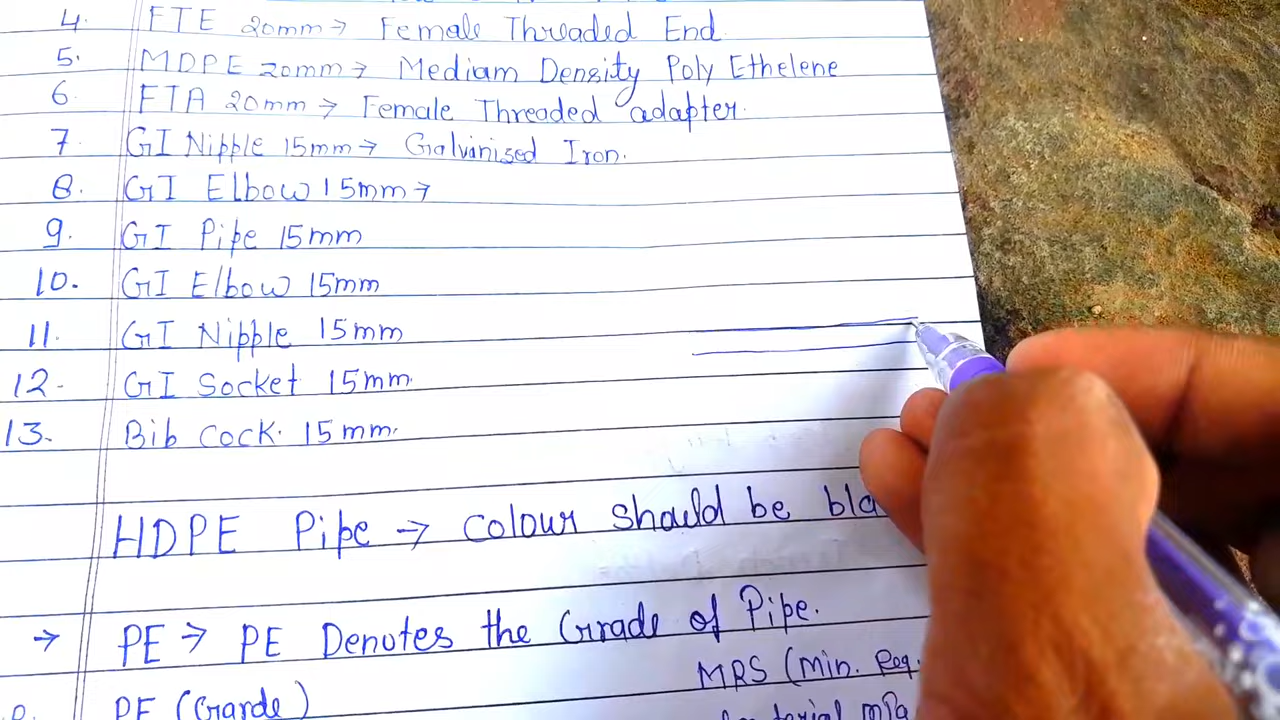 4. FTE 20mm → Female Threaded End
5. MDPE 20mm → Mediam Density Poly Ethelene
6. FTA 20mm → Female Threaded adapter.
7. GI Nipple 15mm → Galvanised Iron.
8. GI Elbow 15mm →
9. GI Pipe 15mm
10. GI Elbow 15mm
11. GI Nipple 15mm
12. GI Socket 15mm.
13. Bib Cock. 15mm.
HDPE Pipe → Colour should be bla
→ PE → PE Denotes the Grade of Pipe.
MRS (Min. Req.
PE (Garde)
mPa